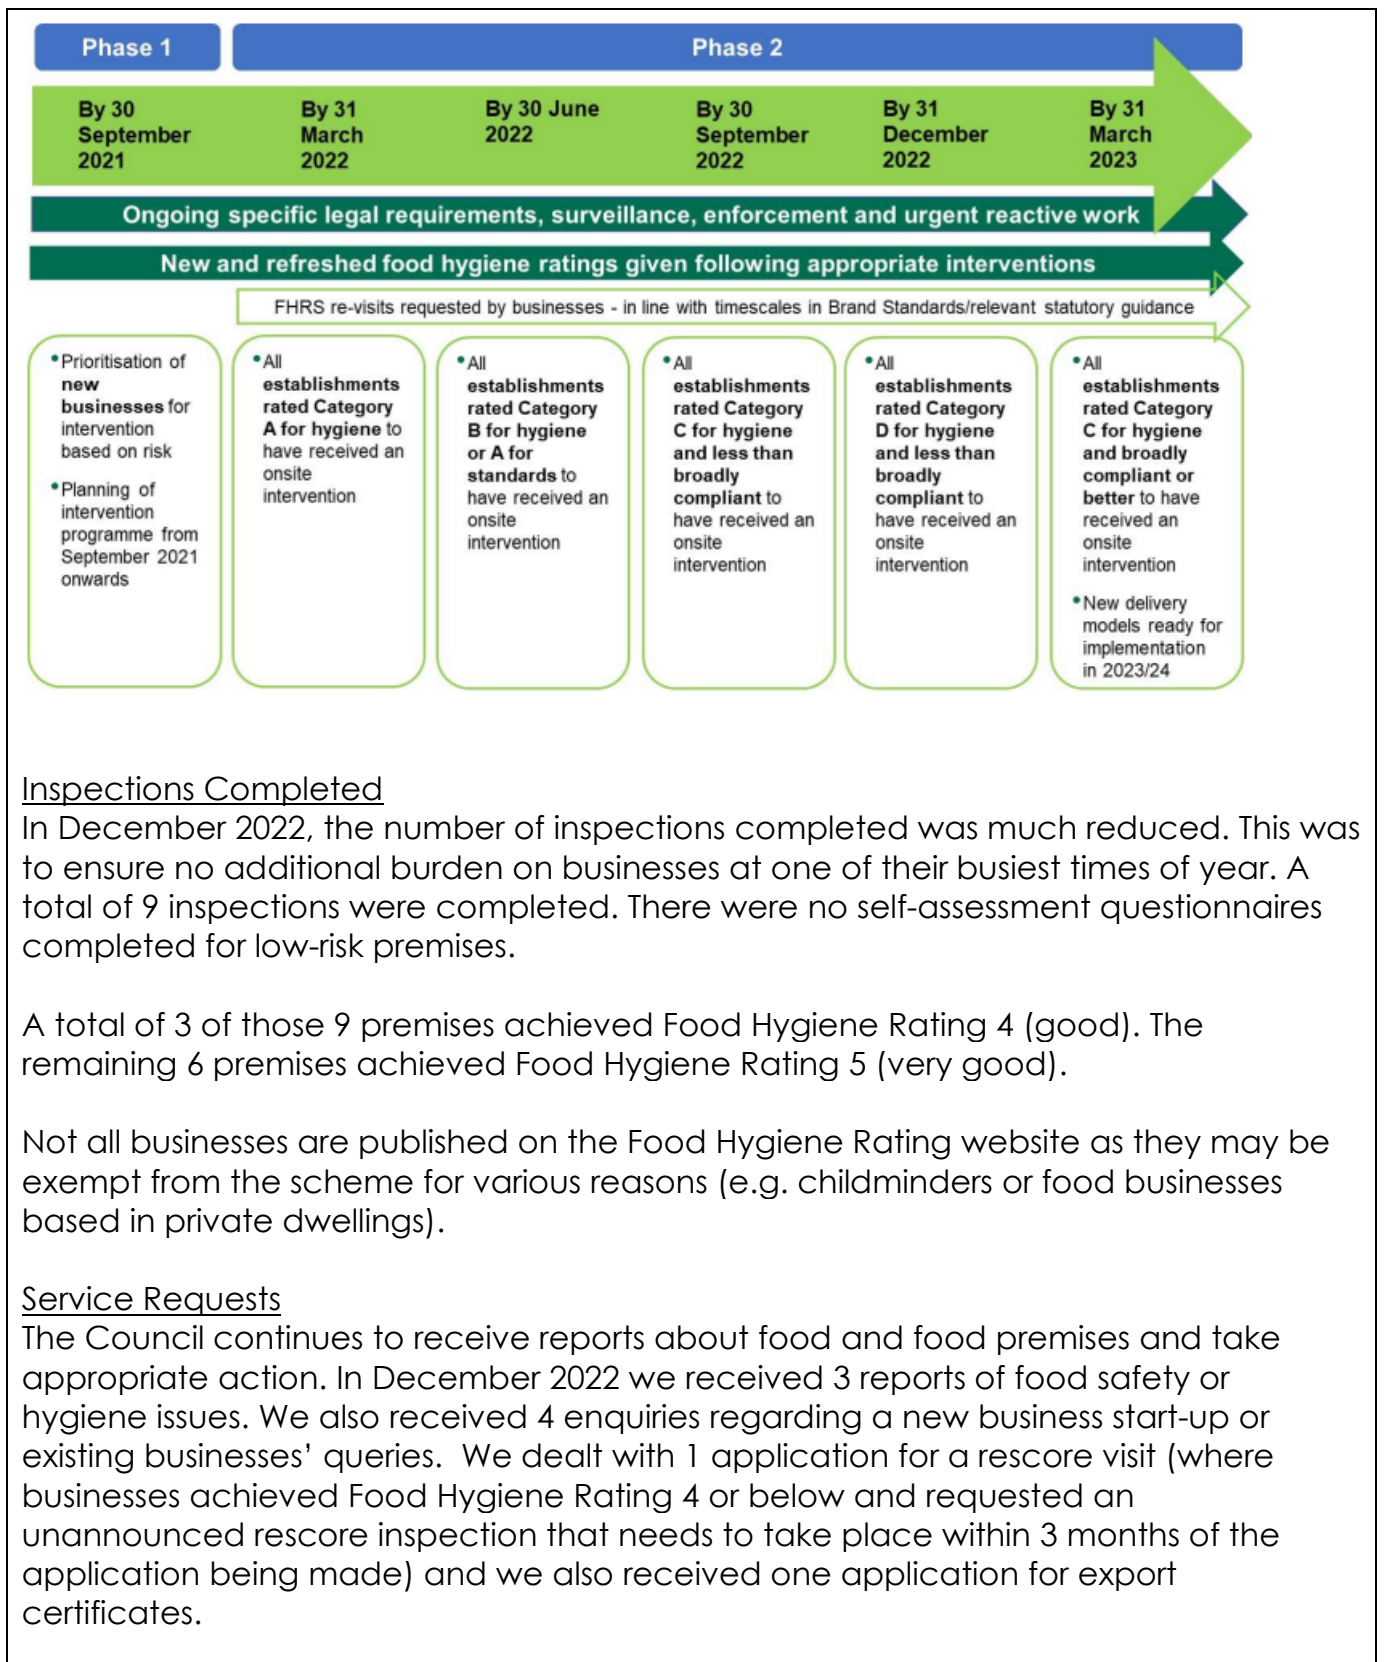 Phase 1
Phase 2
By 30
September
2021
By 31
March
2022
By 30 June
2022
By 30
September
2022
By 31
December
2022
By 31
March
2023
Ongoing specific legal requirements, surveillance, enforcement and urgent reactive work
New and refreshed food hygiene ratings given following appropriate interventions
FHRS re-visits requested by businesses - in line with timescales in Brand Standards/relevant statutory guidance
•Prioritisation of
new
businesses for
intervention
based on risk
•Planning of
intervention
programme from
September 2021
onwards
•All
establishments
rated Category
A for hygiene to
have received an
onsite
intervention
•All
establishments
rated Category
B for hygiene
or A for
standards to
have received an
onsite
intervention
•All
establishments
rated Category
C for hygiene
and less than
broadly
compliant to
have received an
onsite
intervention
•All
establishments
rated Category
D for hygiene
and less than
broadly
compliant to
have received an
onsite
intervention
•All
establishments
rated Category
C for hygiene
and broadly
compliant or
better to have
received an
onsite
intervention
•New delivery
models ready for
implementation
in 2023/24
Inspections Completed
In December 2022, the number of inspections completed was much reduced. This was
to ensure no additional burden on businesses at one of their busiest times of year. A
total of 9 inspections were completed. There were no self-assessment questionnaires
completed for low-risk premises.
A total of 3 of those 9 premises achieved Food Hygiene Rating 4 (good). The
remaining 6 premises achieved Food Hygiene Rating 5 (very good).
Not all businesses are published on the Food Hygiene Rating website as they may be
exempt from the scheme for various reasons (e.g. childminders or food businesses
based in private dwellings).
Service Requests
The Council continues to receive reports about food and food premises and take
appropriate action. In December 2022 we received 3 reports of food safety or
hygiene issues. We also received 4 enquiries regarding a new business start-up or
existing businesses’ queries.  We dealt with 1 application for a rescore visit (where
businesses achieved Food Hygiene Rating 4 or below and requested an
unannounced rescore inspection that needs to take place within 3 months of the
application being made) and we also received one application for export
certificates.